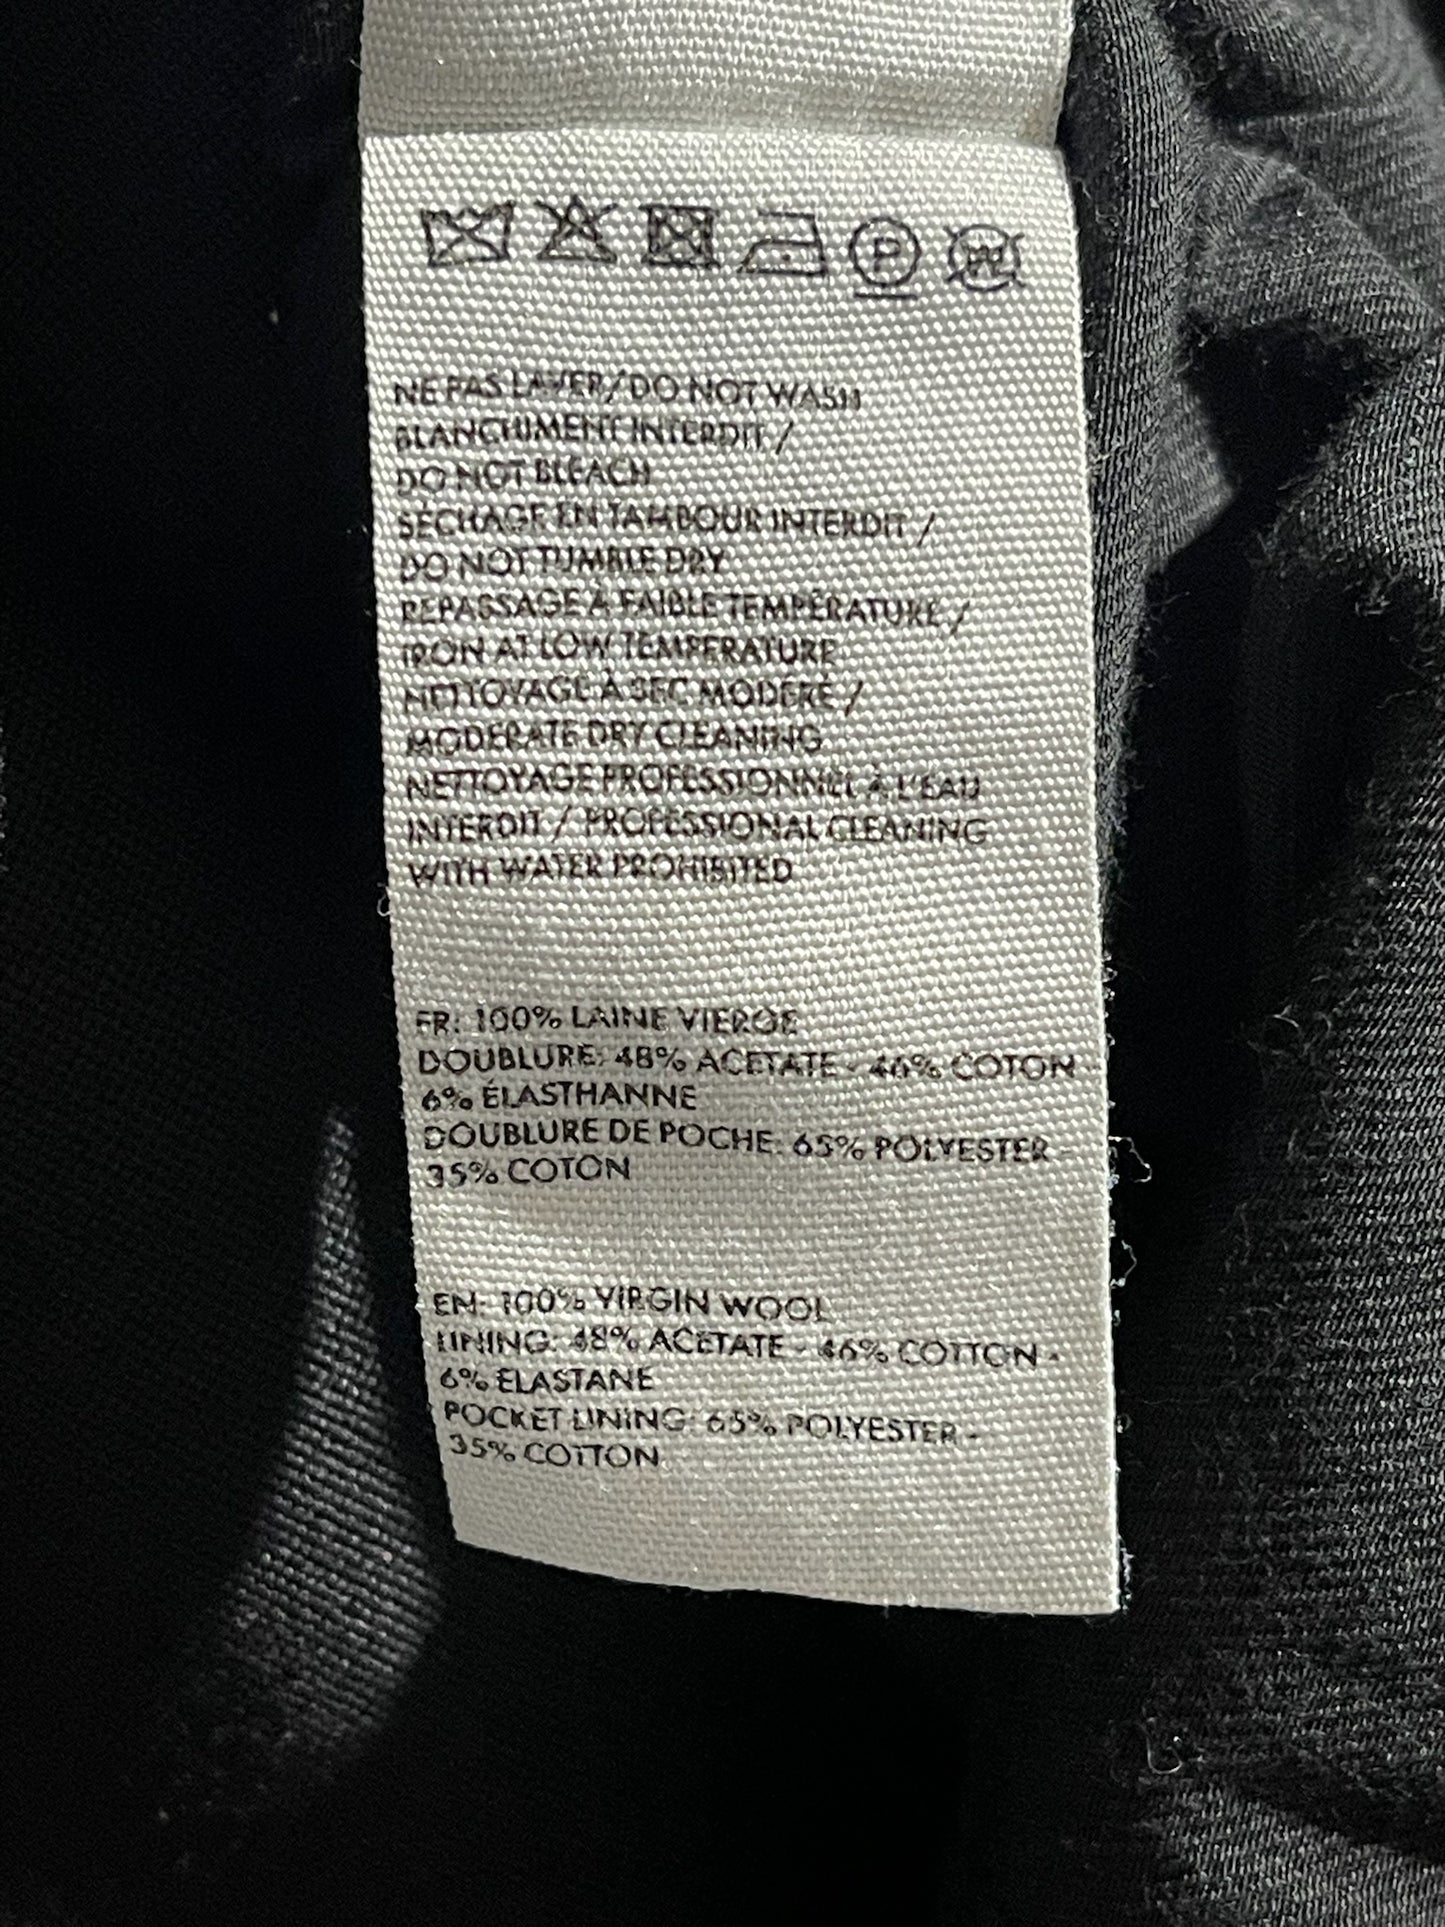 P W
NE PAS LAVER/DO NOT WASH
BLANCHIMENT INTERDIT /
DO NOT BLEACH
SÉCHAGE EN TAMBOUR INTERDIT /
DO NOT TUMBLE DRY
REPASSAGE À FAIBLE TEMPÉRATURE /
IRON AT LOW TEMPERATURE
NETTOYAGE À SEC MODÉRÉ /
MODERATE DRY CLEANING
NETTOYAGE PROFESSIONNEL À L'EAU
INTERDIT / PROFESSIONAL CLEANING
WITH WATER PROHIBITED
FR: 100% LAINE VIERGE
DOUBLURE: 48% ACETATE - 46% COTON -
6% ÉLASTHANNE
DOUBLURE DE POCHE: 65% POLYESTER -
35% COTON
EN: 100% VIRGIN WOOL
LINING: 48% ACETATE - 46% COTTON -
6% ELASTANE
POCKET LINING: 65% POLYESTER -
35% COTTON